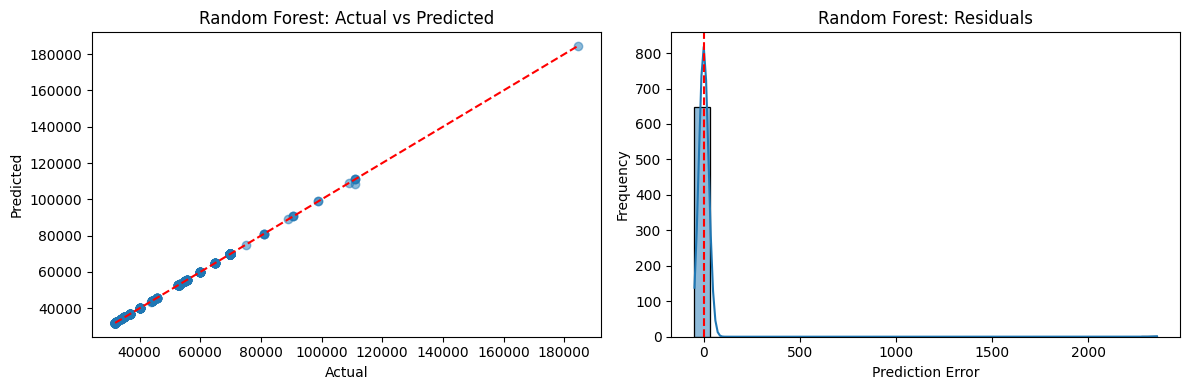 Random Forest: Actual vs Predicted
180000
160000
140000
120000
100000
80000
60000
40000
Predicted
40000 60000 80000 100000 120000 140000 160000 180000
Actual
Random Forest: Residuals
800
700
600
500
400
300
200
100
0
Frequency
0 500 1000 1500 2000
Prediction Error